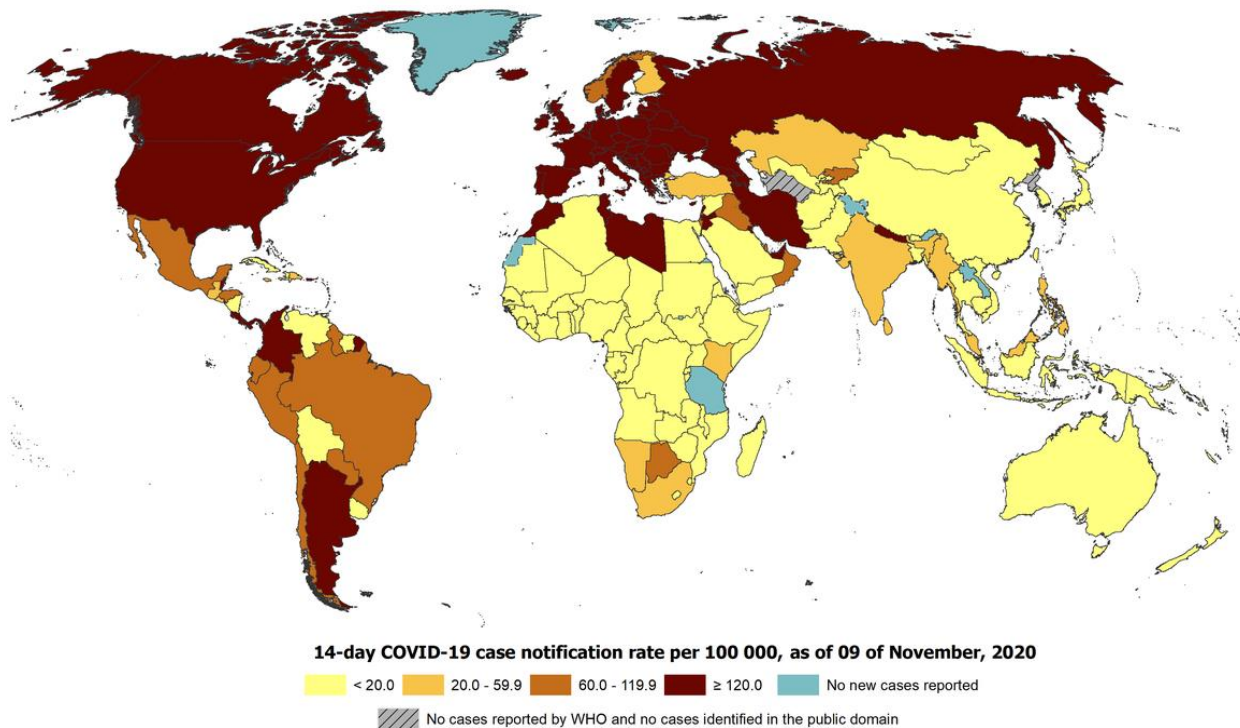 14-day COVID-19 case notification rate per 100 000, as of 09 of November, 2020
< 20.0 20.0 - 59.9 60.0 - 119.9 ≥ 120.0 No new cases reported
No cases reported by WHO and no cases identified in the public domain